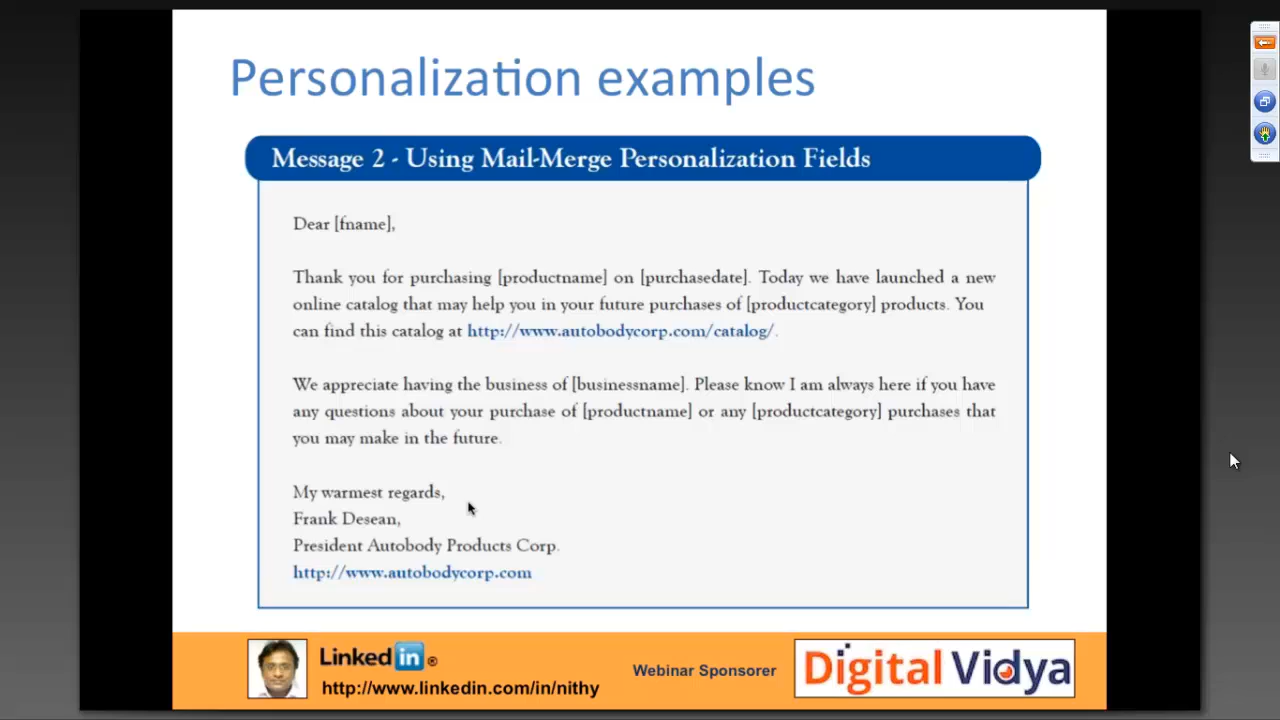 Personalization examples
Message 2 - Using Mail-Merge Personalization Fields
Dear [fname],
Thank you for purchasing [productname] on [purchasedate]. Today we have launched a new
online catalog that may help you in your future purchases of [productcategory] products. You
can find this catalog at http://www.autobodycorp.com/catalog/.
We appreciate having the business of [businessname]. Please know I am always here if you have
any questions about your purchase of [productname] or any [productcategory] purchases that
you may make in the future.
My warmest regards,
Frank Desean,
President Autobody Products Corp.
http://www.autobodycorp.com
Linked in ®
http://www.linkedin.com/in/nithy
Webinar Sponsorer
Digital Vidya